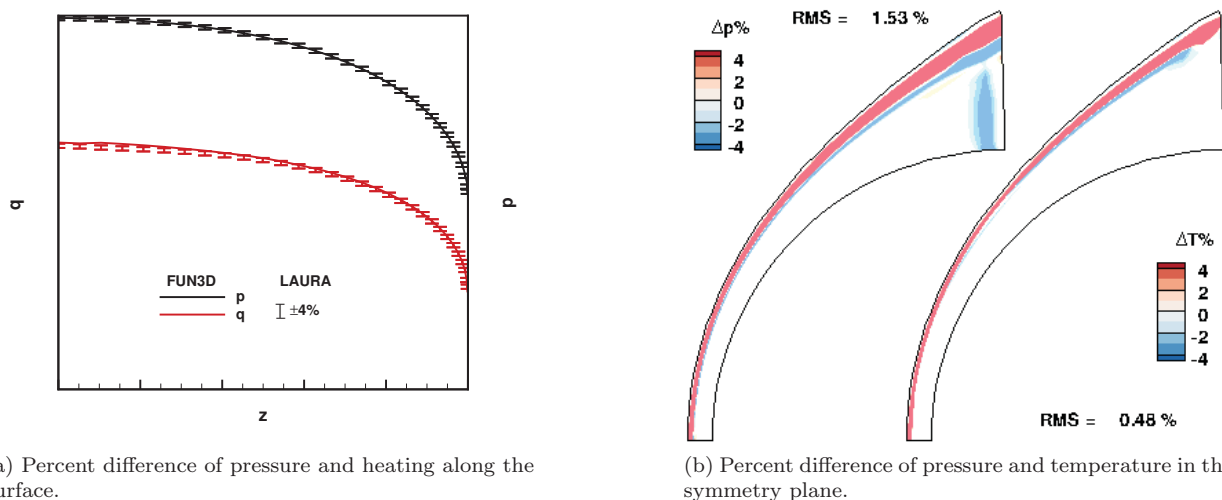 q
p
FUN3D LAURA
p
q
±4%
z
a) Percent difference of pressure and heating along the
urface.
Δp%
4
2
0
-2
-4
RMS = 1.53 %
ΔT%
4
2
0
-2
-4
RMS = 0.48 %
(b) Percent difference of pressure and temperature in th
symmetry plane.